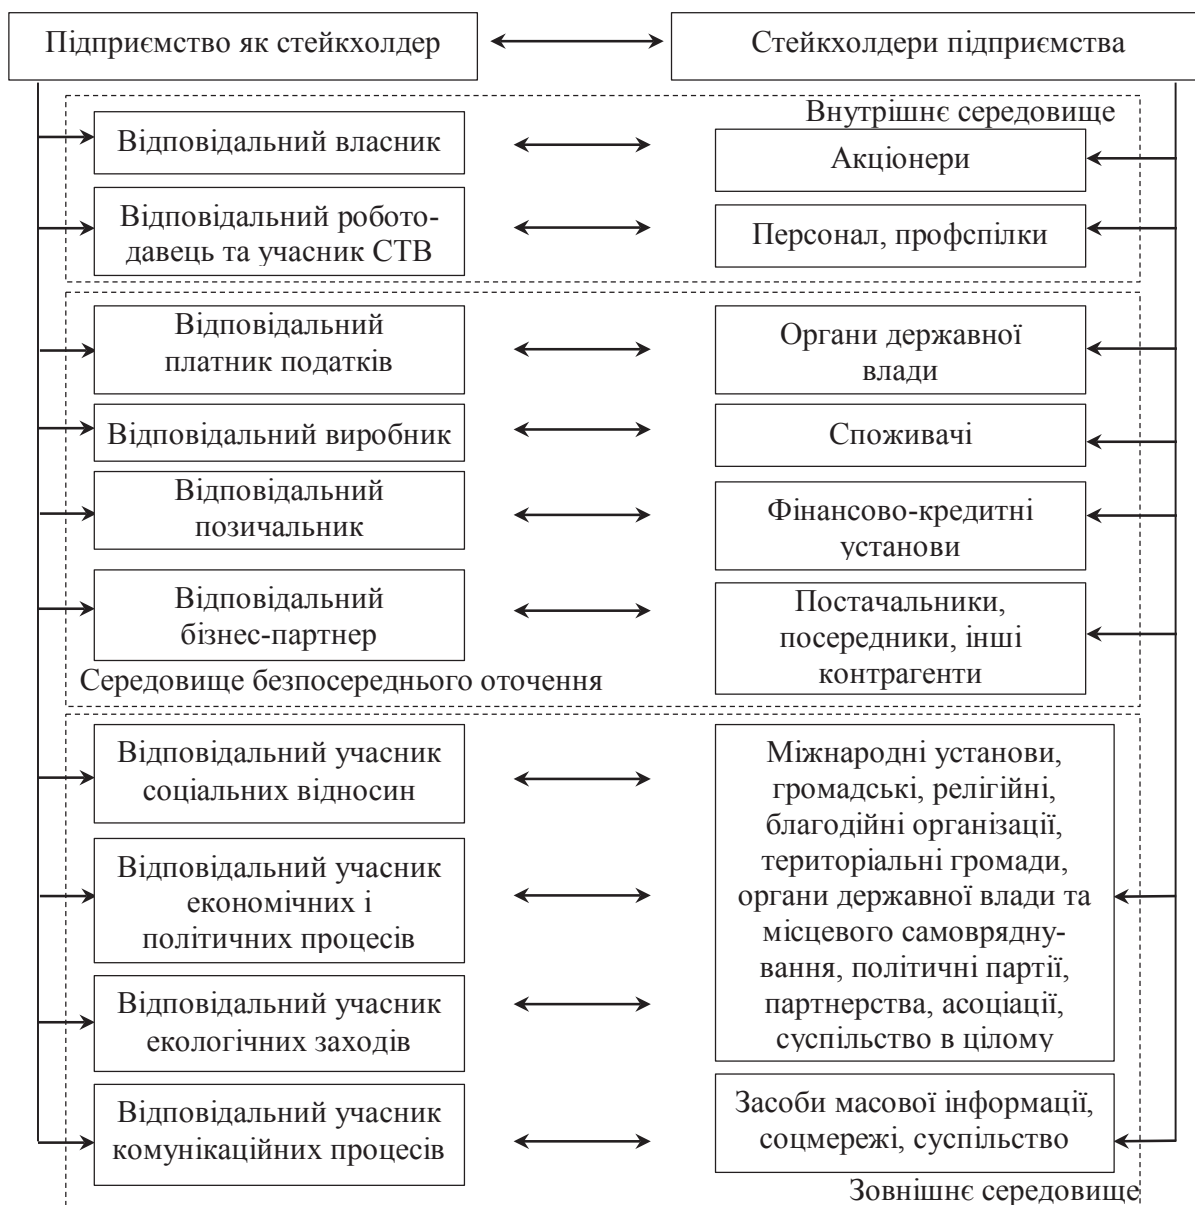 Підприємство як стейкхолдер
Стейкхолдери підприємства
Внутрішнє середовище
Відповідальний власник
Акціонери
Відповідальний робото-
давець та учасник СТВ
Персонал, профспілки
Відповідальний
платник податків
Органи державної
влади
Відповідальний виробник
Споживачі
Відповідальний
позичальник
Фінансово-кредитні
установи
Відповідальний
бізнес-партнер
Постачальники,
посередники, інші
контрагенти
Середовище безпосереднього оточення
Відповідальний учасник
соціальних відносин
Відповідальний учасник
економічних і
політичних процесів
Відповідальний учасник
екологічних заходів
Міжнародні установи,
громадські, релігійні,
благодійні організації,
територіальні громади,
органи державної влади та
місцевого самоврядну-
вання, політичні партії,
партнерства, асоціації,
суспільство в цілому
Відповідальний учасник
комунікаційних процесів
Засоби масової інформації,
соцмережі, суспільство
Зовнішнє середовище